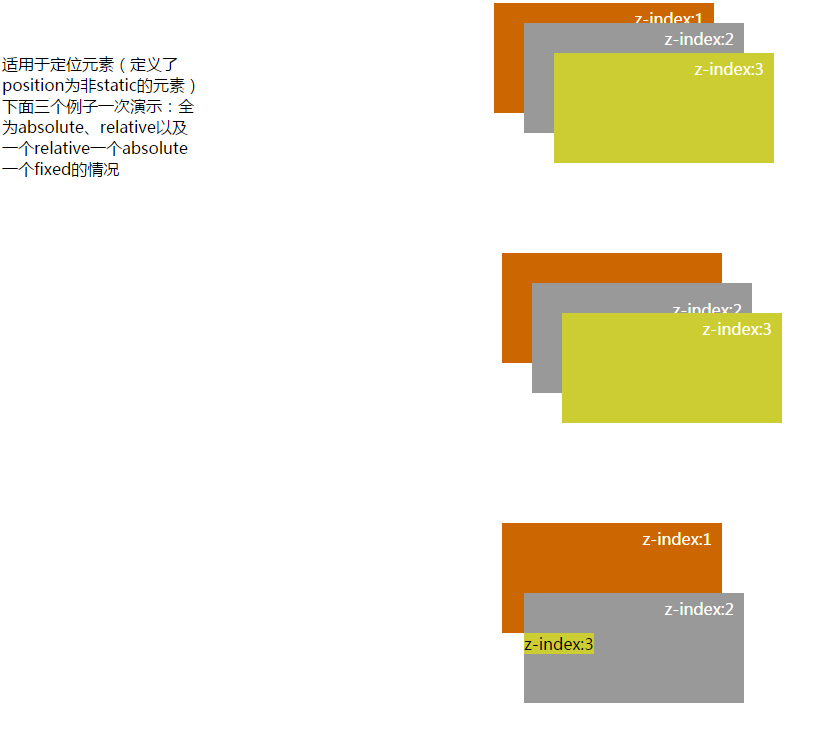 适用于定位元素（定义了
position为非static的元素）
下面三个例子一次演示：全
为absolute、relative以及
一个relative一个absolute
一个fixed的情况
z-index:1
z-index:2
z-index:3
z-index:2
z-index:3
z-index:1
z-index:2
z-index:3